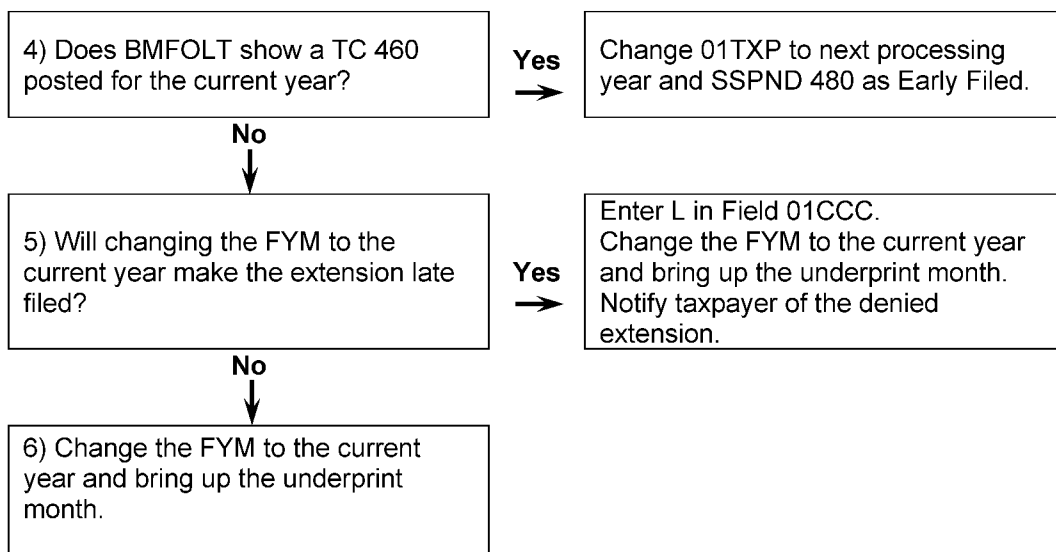 4) Does BMFOLT show a TC 460
posted for the current year?
Yes
Change 01TXP to next processing
year and SSPND 480 as Early Filed.
No
5) Will changing the FYM to the
current year make the extension late
filed?
Yes
Enter L in Field 01CCC.
Change the FYM to the current year
and bring up the underprint month.
Notify taxpayer of the denied
extension.
No
6) Change the FYM to the current
year and bring up the underprint
month.